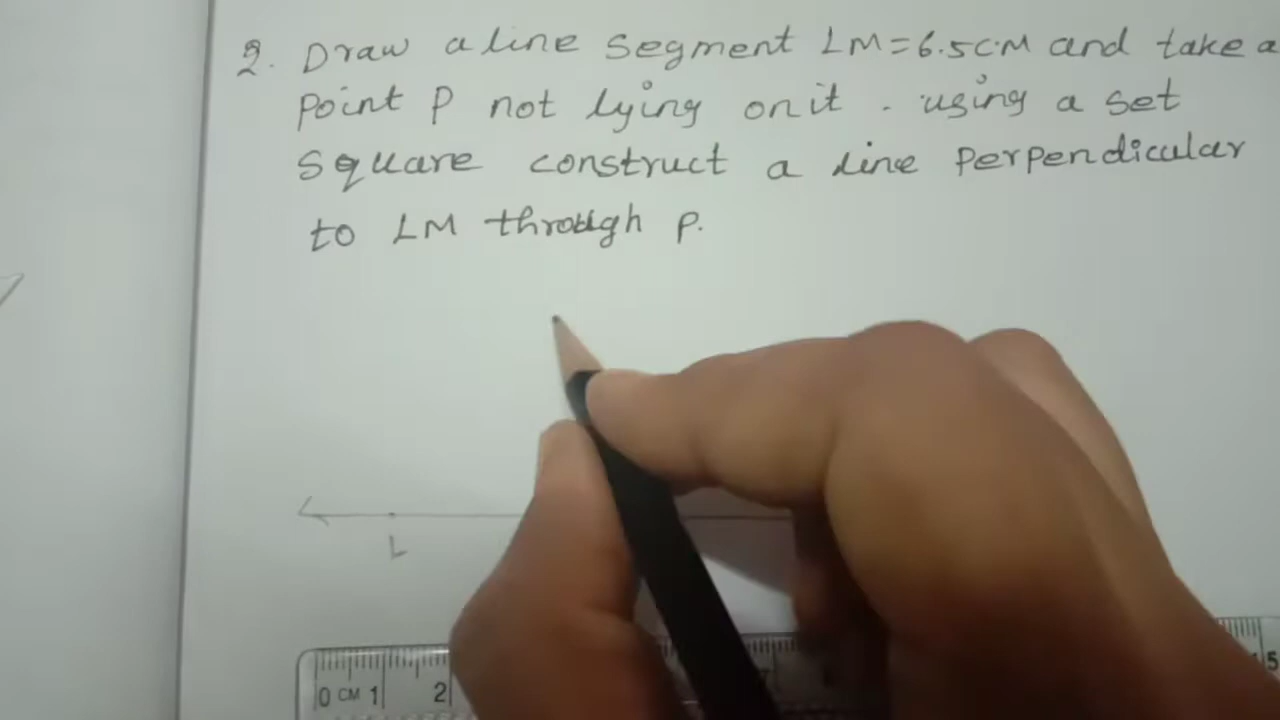 2. Draw a line segment LM=6.5CM and take a
Point P not lying on it. using a set
square construct a line perpendicular
to LM through P.
L
0 CM 1 2